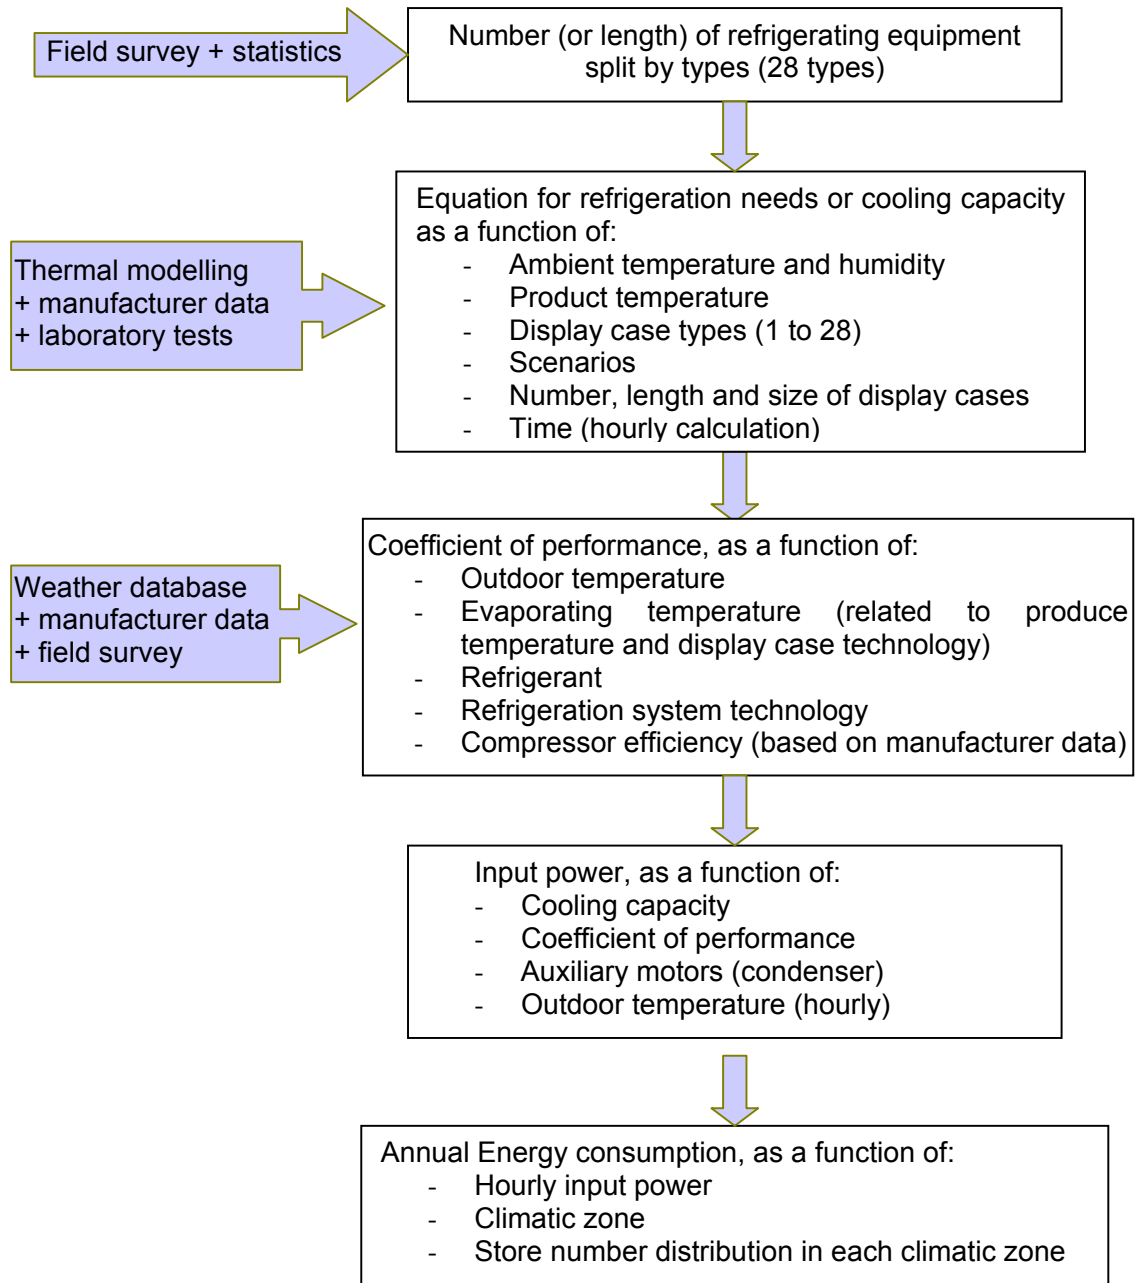 Field survey + statistics
Number (or length) of refrigerating equipment
split by types (28 types)
Thermal modelling
+ manufacturer data
+ laboratory tests
Equation for refrigeration needs or cooling capacity
as a function of:
- Ambient temperature and humidity
- Product temperature
- Display case types (1 to 28)
- Scenarios
- Number, length and size of display cases
- Time (hourly calculation)
Weather database
+ manufacturer data
+ field survey
Coefficient of performance, as a function of:
- Outdoor temperature
- Evaporating temperature (related to produce
temperature and display case technology)
- Refrigerant
- Refrigeration system technology
- Compressor efficiency (based on manufacturer data)
Input power, as a function of:
- Cooling capacity
- Coefficient of performance
- Auxiliary motors (condenser)
- Outdoor temperature (hourly)
Annual Energy consumption, as a function of:
- Hourly input power
- Climatic zone
- Store number distribution in each climatic zone